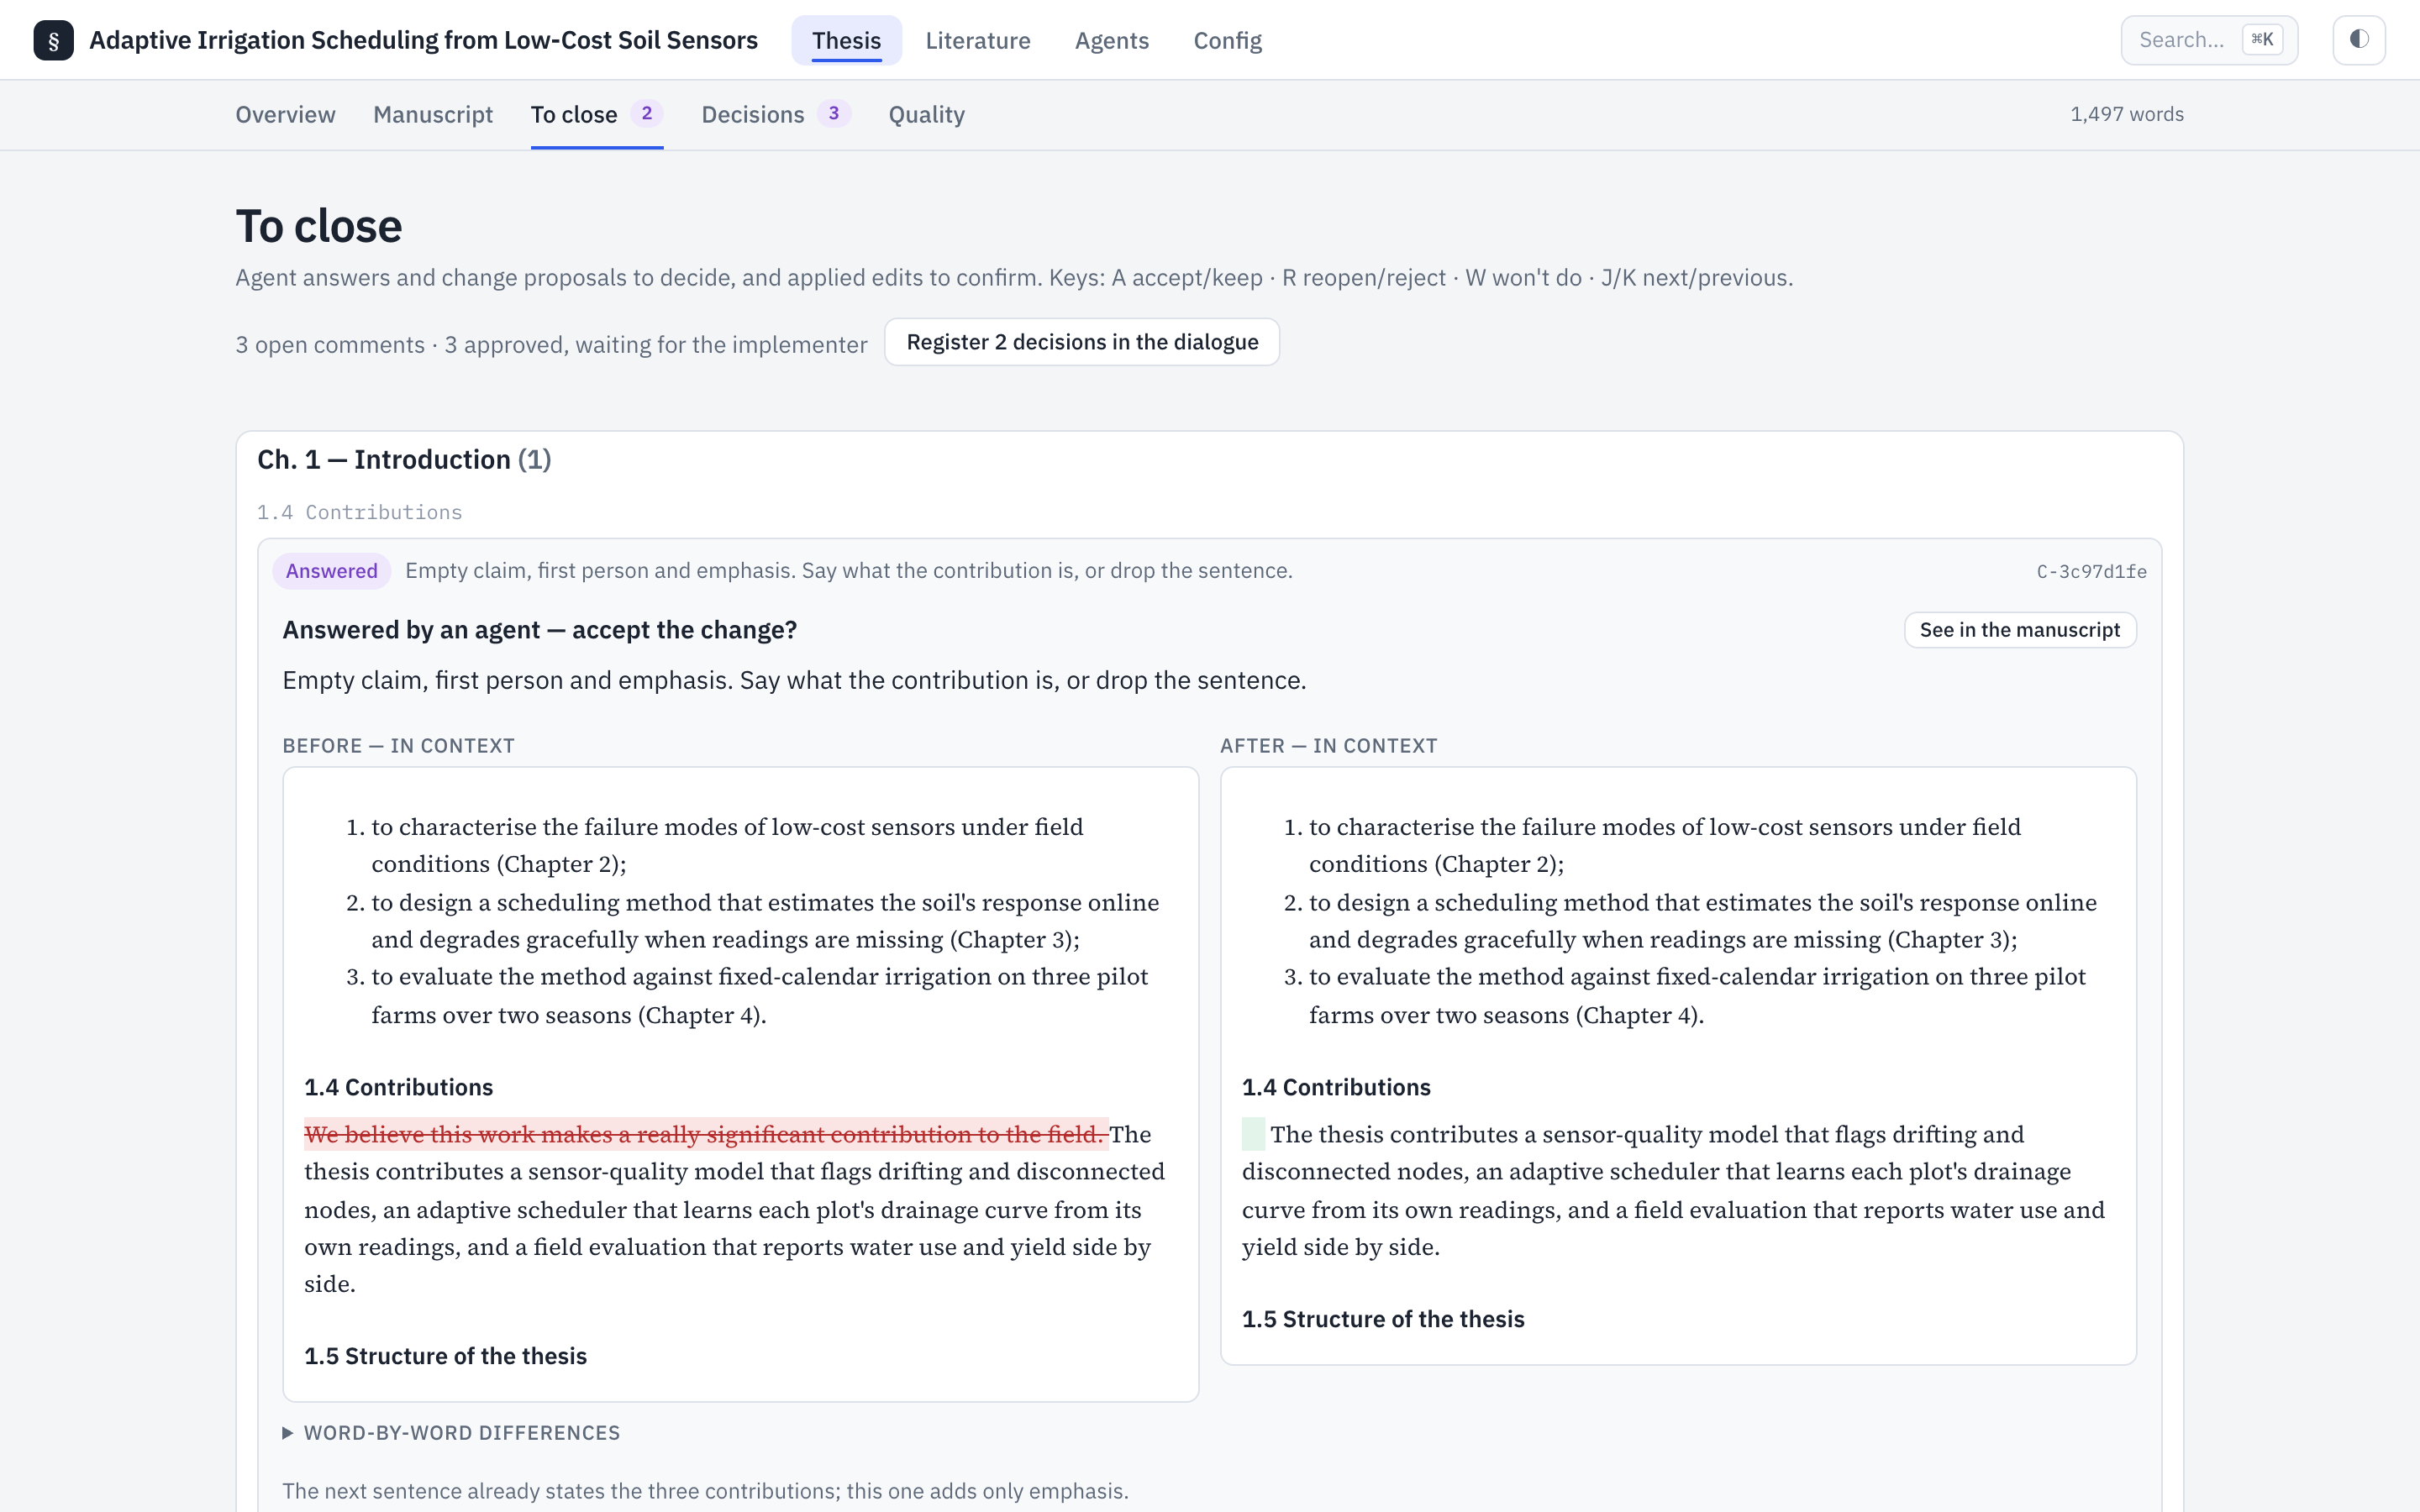 § Adaptive Irrigation Scheduling from Low-Cost Soil Sensors Thesis Literature Agents Config Search... ⌘K
Overview Manuscript To close 2 Decisions 3 Quality 1,497 words
To close
Agent answers and change proposals to decide, and applied edits to confirm. Keys: A accept/keep · R reopen/reject · W won't do · J/K next/previous.
3 open comments · 3 approved, waiting for the implementer Register 2 decisions in the dialogue
Ch. 1 — Introduction (1)
1.4 Contributions
Answered Empty claim, first person and emphasis. Say what the contribution is, or drop the sentence. C-3c97d1fe
Answered by an agent — accept the change? See in the manuscript
Empty claim, first person and emphasis. Say what the contribution is, or drop the sentence.
BEFORE — IN CONTEXT
1. to characterise the failure modes of low-cost sensors under field
conditions (Chapter 2);
2. to design a scheduling method that estimates the soil's response online
and degrades gracefully when readings are missing (Chapter 3);
3. to evaluate the method against fixed-calendar irrigation on three pilot
farms over two seasons (Chapter 4).
1.4 Contributions
We believe this work makes a really significant contribution to the field. The
thesis contributes a sensor-quality model that flags drifting and disconnected
nodes, an adaptive scheduler that learns each plot's drainage curve from its
own readings, and a field evaluation that reports water use and yield side by
side.
1.5 Structure of the thesis
AFTER — IN CONTEXT
1. to characterise the failure modes of low-cost sensors under field
conditions (Chapter 2);
2. to design a scheduling method that estimates the soil's response online
and degrades gracefully when readings are missing (Chapter 3);
3. to evaluate the method against fixed-calendar irrigation on three pilot
farms over two seasons (Chapter 4).
1.4 Contributions
The thesis contributes a sensor-quality model that flags drifting and
disconnected nodes, an adaptive scheduler that learns each plot's drainage
curve from its own readings, and a field evaluation that reports water use and
yield side by side.
1.5 Structure of the thesis
WORD-BY-WORD DIFFERENCES
The next sentence already states the three contributions; this one adds only emphasis.